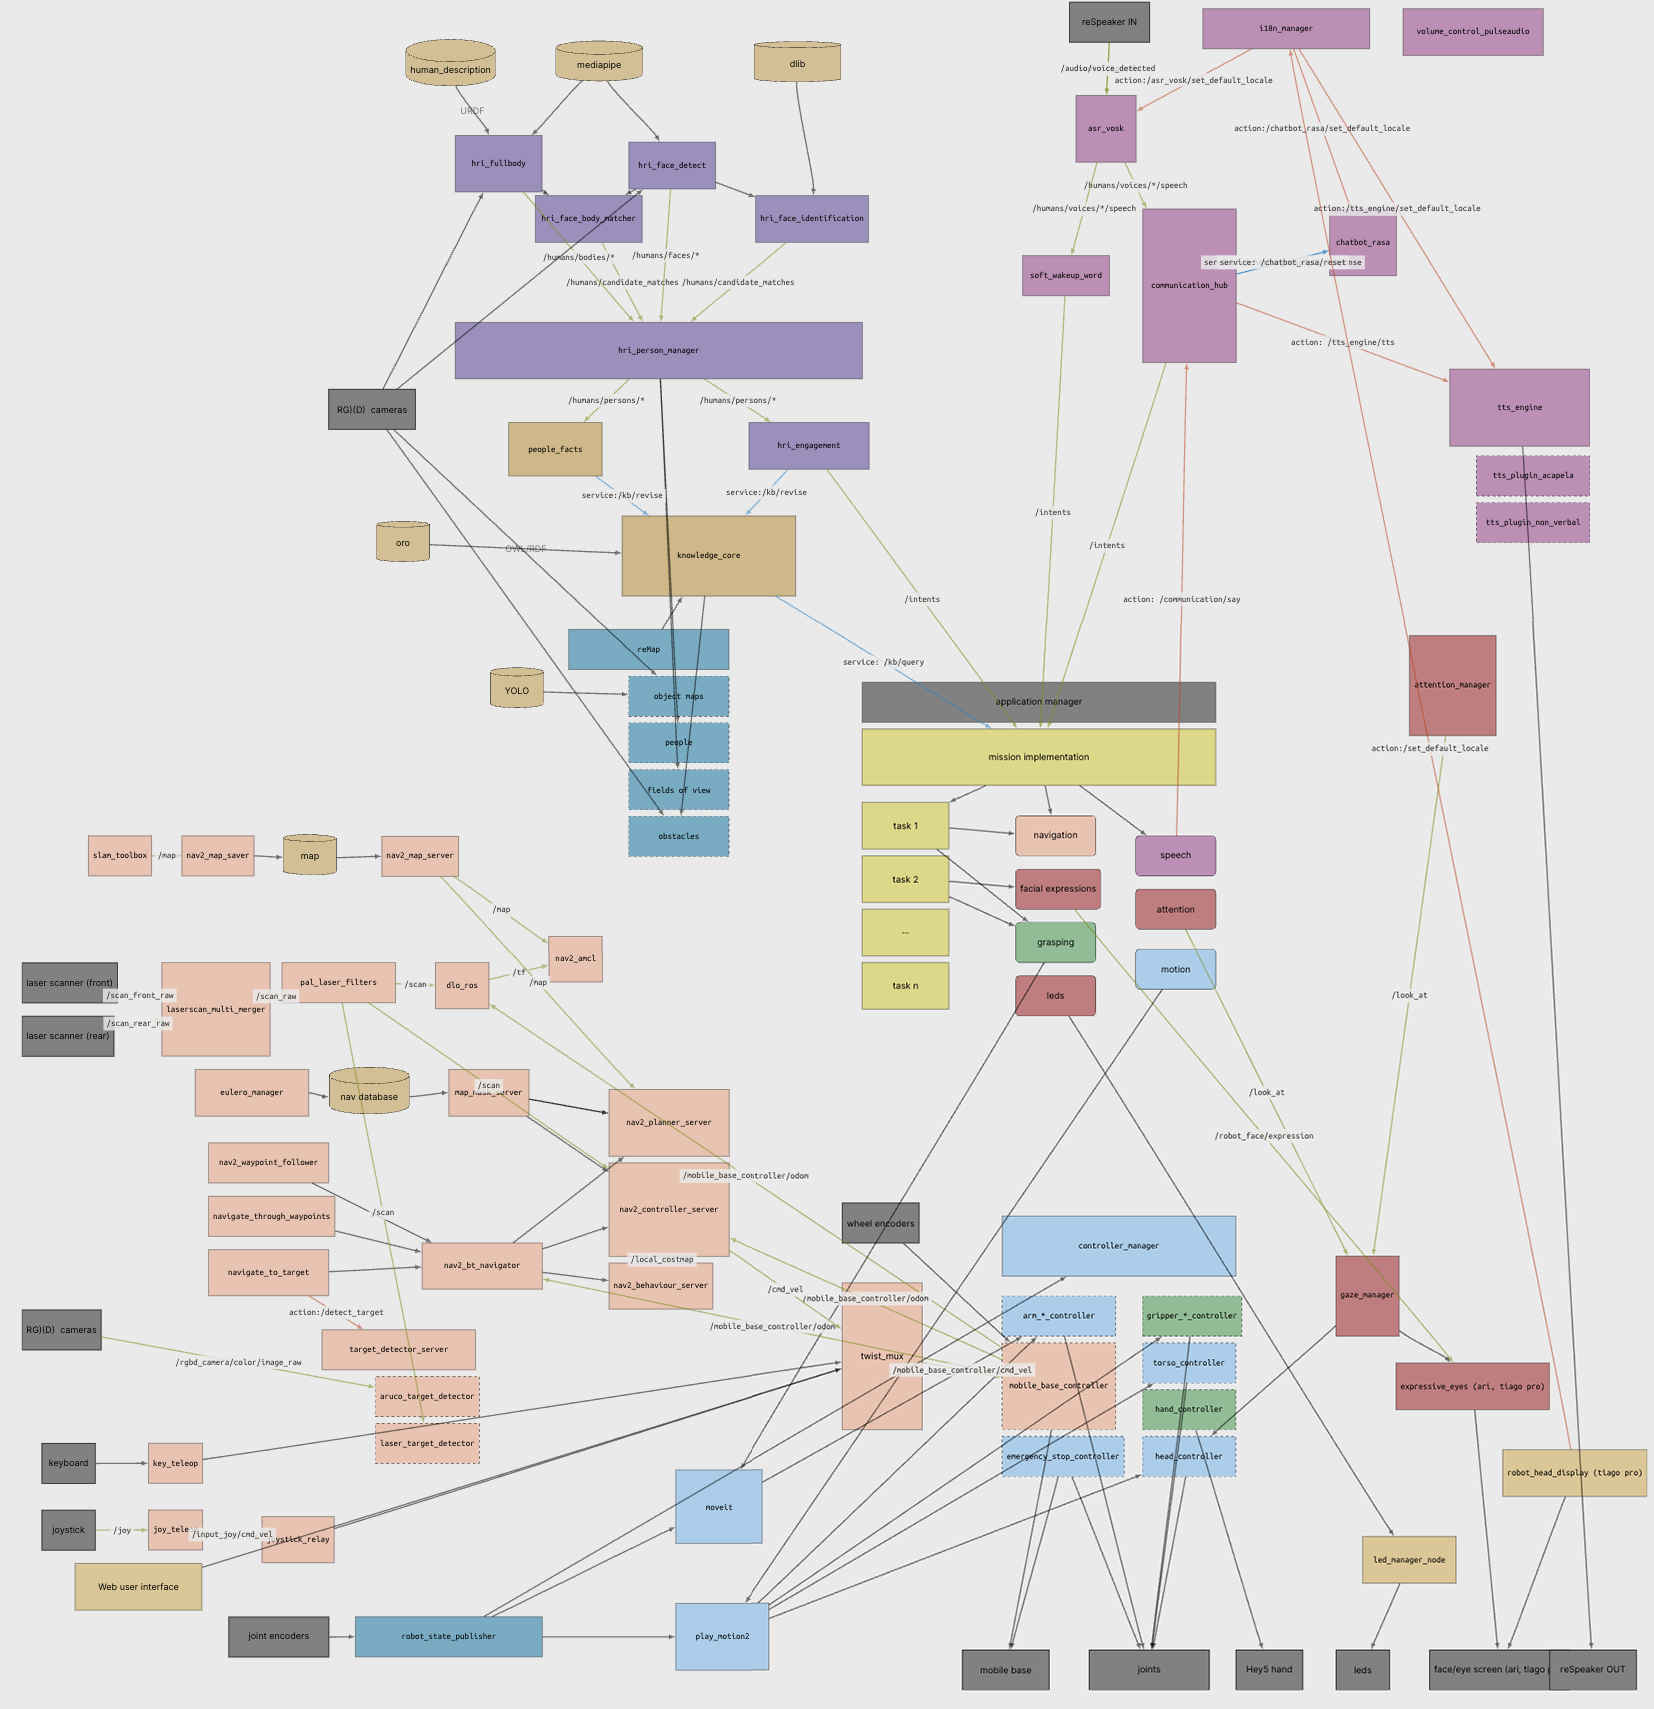 reSpeaker IN
i18n_manager
volume_control_pulseaudio
human_description
mediapipe
dlib
/audio/voice_detected
action:/asr_vosk/set_default_locale
URDF
asr_vosk
action:/chatbot_rasa/set_default_locale
hri_fullbody
hri_face_detect
/humans/voices/*/speech
/humans/voices/*/speech
action:/tts_engine/set_default_locale
hri_face_body_matcher
hri_face_identification
chatbot_rasa
/humans/bodies/*
/humans/faces/*
ser service: /chatbot_rasa/reset nse
soft_wakeup_word
communication_hub
/humans/candidate_matches
/humans/candidate_matches
hri_person_manager
action: /tts_engine/tts
/humans/persons/*
/humans/persons/*
RG)(D) cameras
tts_engine
people_facts
hri_engagement
tts_plugin_acapela
service:/kb/revise
service:/kb/revise
/intents
tts_plugin_non_verbal
oro
OWL/RDF
knowledge_core
/intents
/intents
action: /communication/say
reMap
service: /kb/query
YOLO
object maps
application manager
attention_manager
people
mission implementation
action:/set_default_locale
fields of view
obstacles
task 1
navigation
speech
slam_toolbox
/map
nav2_map_saver
map
nav2_map_server
task 2
facial expressions
attention
/map
...
grasping
nav2_amcl
motion
laser scanner (front)
/scan_front_raw
/scan_raw
pal_laser_filters
/scan
dlo_ros
/tf
/map
task n
leds
/look_at
laserscan_multi_merger
laser scanner (rear)
/scan_rear_raw
eulero_manager
nav database
map_mask_server
/scan
/look_at
nav2_planner_server
/robot_face/expression
nav2_waypoint_follower
/mobile_base_controller/odom
navigate_through_waypoints
/scan
nav2_controller_server
wheel encoders
controller_manager
navigate_to_target
nav2_bt_navigator
/local_costmap
nav2_behaviour_server
/cmd_vel
/mobile_base_controller/odom
gaze_manager
action:/detect_target
arm_*_controller
gripper_*_controller
RG)(D) cameras
/mobile_base_controller/odom
target_detector_server
twist_mux
/rgbd_camera/color/image_raw
/mobile_base_controller/cmd_vel
torso_controller
aruco_target_detector
mobile_base_controller
expressive_eyes (ari, tiago pro)
hand_controller
laser_target_detector
keyboard
key_teleop
emergency_stop_controller
head_controller
robot_head_display (tiago pro)
moveit
joystick
/joy
joy_tele
/input_joy/cmd_vel
joystick_relay
led_manager_node
Web user interface
joint encoders
robot_state_publisher
play_motion2
mobile base
joints
Hey5 hand
leds
face/eye screen (ari, tiago
reSpeaker OUT